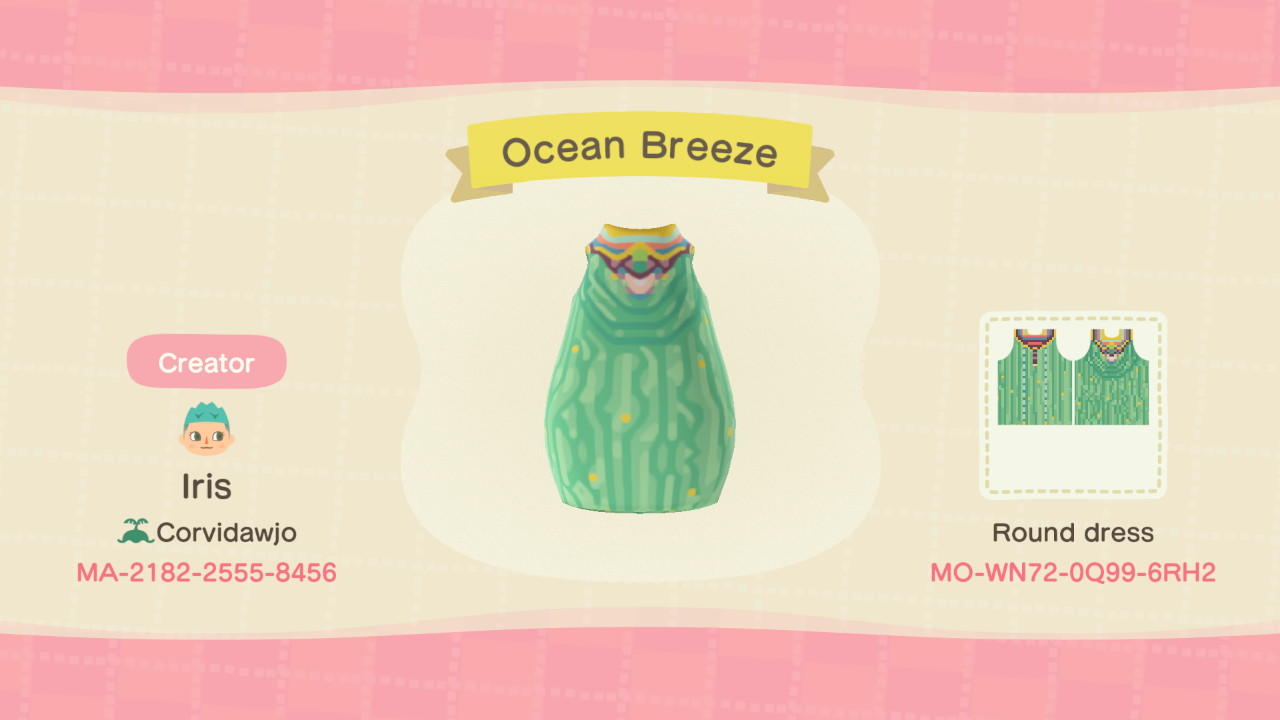 Ocean Breeze
Creator
Iris
Corvidawjo
MA-2182-2555-8456
Round dress
MO-WN72-0Q99-6RH2